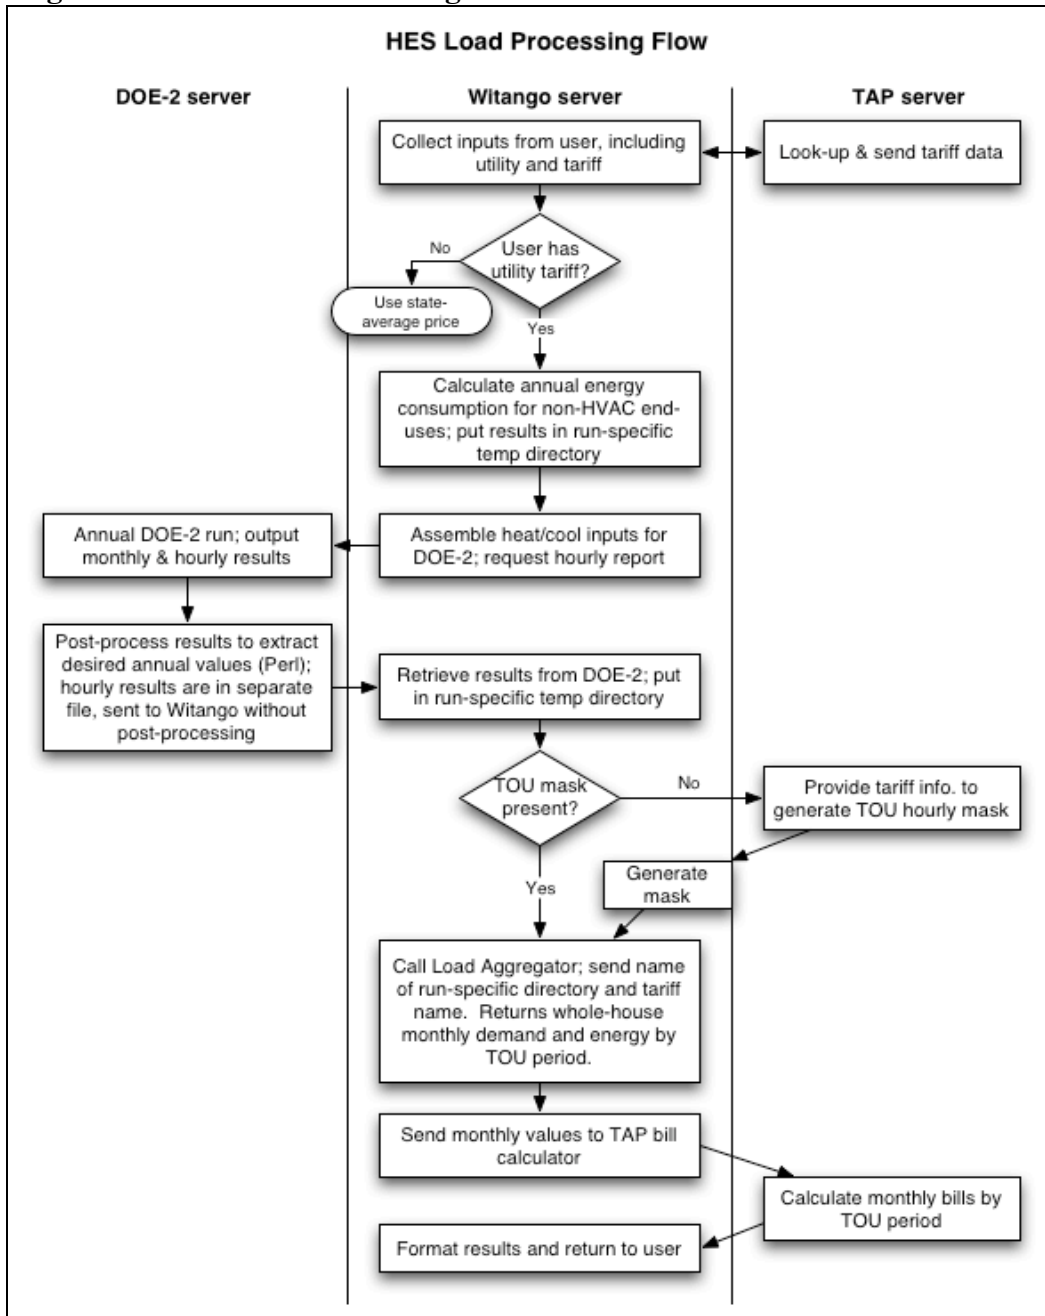 HES Load Processing Flow
DOE-2 server
Witango server
TAP server
Collect inputs from user, including
utility and tariff
Look-up & send tariff data
User has
utility tariff?
No
Use state-
average price
Yes
Calculate annual energy
consumption for non-HVAC end-
uses; put results in run-specific
temp directory
Assemble heat/cool inputs for
DOE-2; request hourly report
Annual DOE-2 run; output
monthly & hourly results
Post-process results to extract
desired annual values (Perl);
hourly results are in separate
file, sent to Witango without
post-processing
Retrieve results from DOE-2; put
in run-specific temp directory
TOU mask
present?
No
Provide tariff info. to
generate TOU hourly mask
Generate
mask
Yes
Call Load Aggregator; send name
of run-specific directory and tariff
name. Returns whole-house
monthly demand and energy by
TOU period.
Send monthly values to TAP bill
calculator
Calculate monthly bills by
TOU period
Format results and return to user